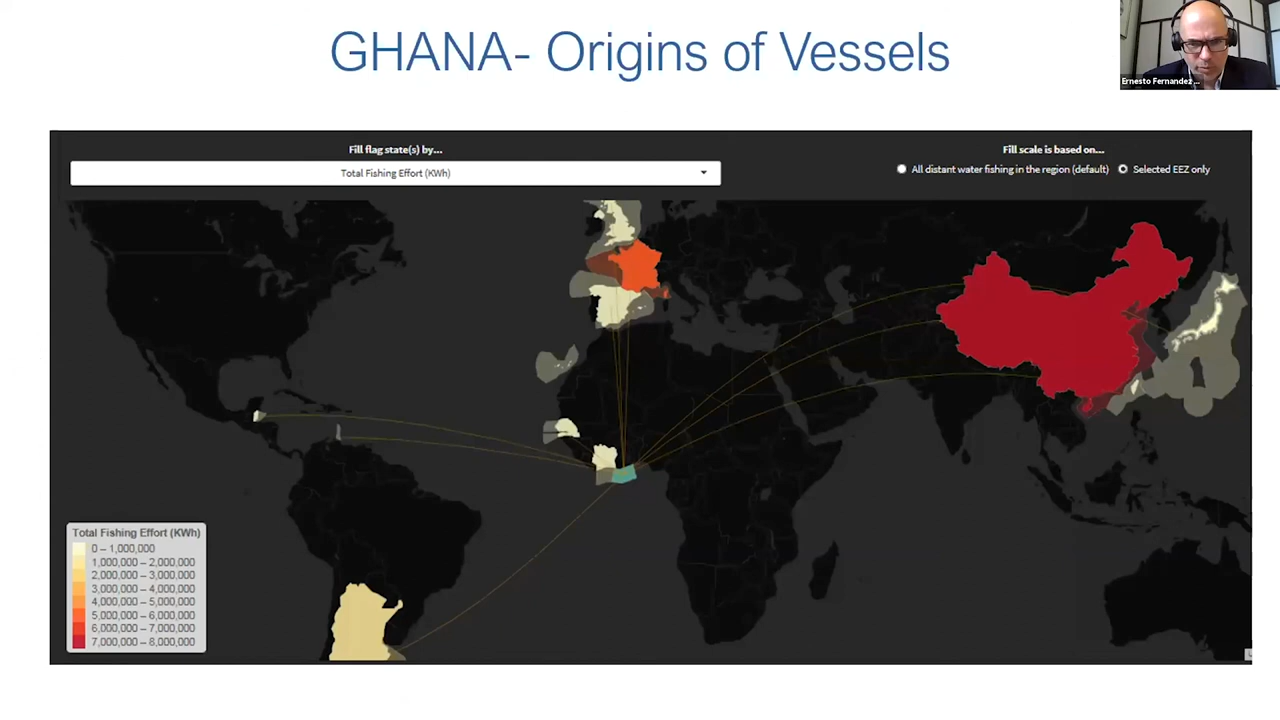 GHANA- Origins of Vessels
Ernesto Fernandez ...
Fill flag state(s) by...
Total Fishing Effort (KWh)
Fill scale is based on...
All distant water fishing in the region (default)
Selected EEZ only
Total Fishing Effort (KWh)
0 – 1,000,000
1,000,000 – 2,000,000
2,000,000 – 3,000,000
3,000,000 – 4,000,000
4,000,000 – 5,000,000
5,000,000 – 6,000,000
6,000,000 – 7,000,000
7,000,000 – 8,000,000